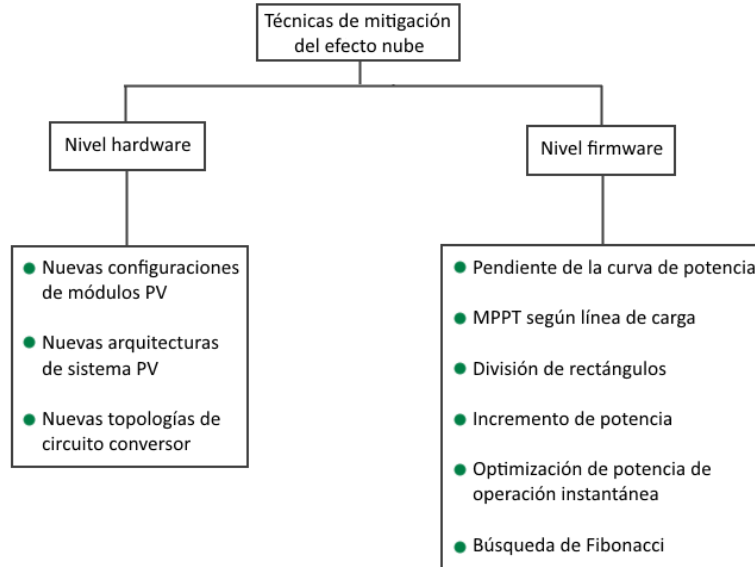 Técnicas de mitigación
del efecto nube
Nivel hardware
Nivel firmware
Nuevas configuraciones
de módulos PV
Nuevas arquitecturas
de sistema PV
Nuevas topologías de
circuito conversor
Pendiente de la curva de potencia
MPPT según línea de carga
División de rectángulos
Incremento de potencia
Optimización de potencia de
operación instantánea
Búsqueda de Fibonacci